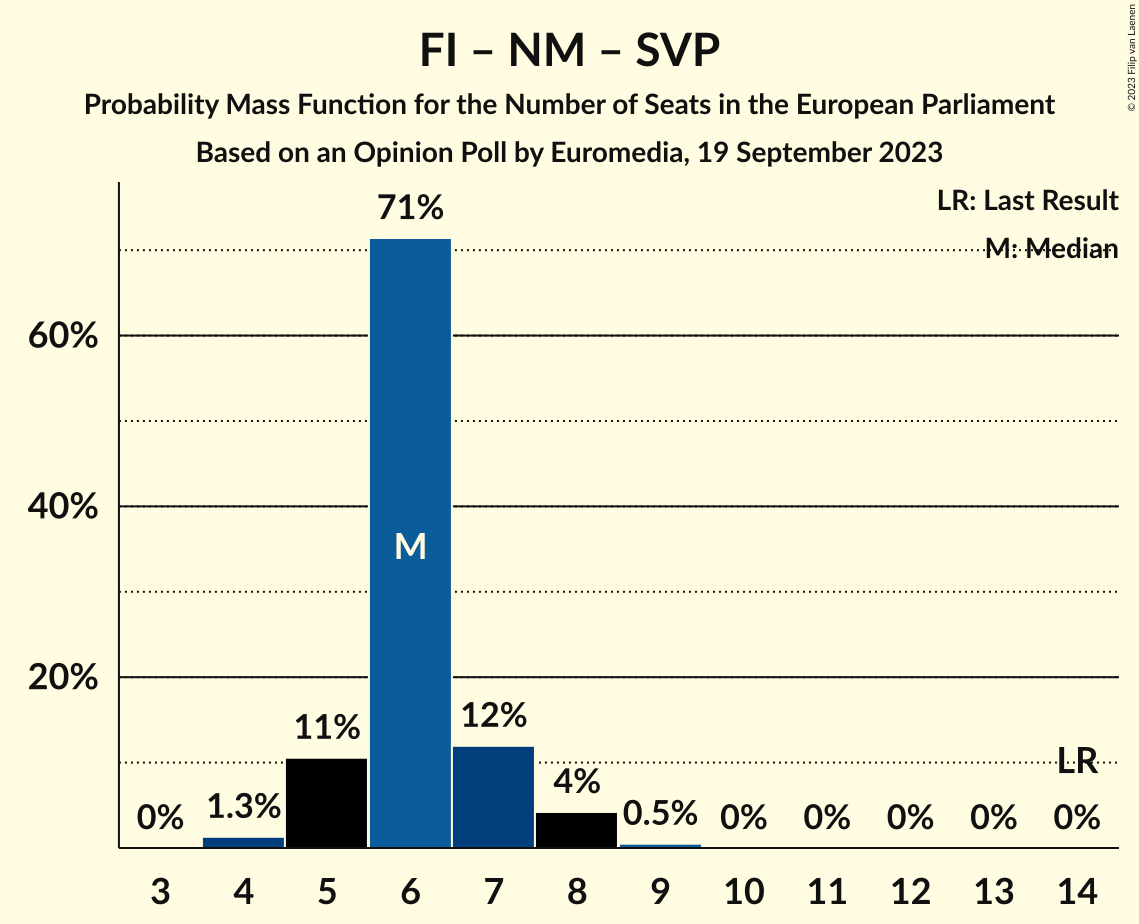 FI – NM – SVP
Probability Mass Function for the Number of Seats in the European Parliament
Based on an Opinion Poll by Euromedia, 19 September 2023
© 2023 Filip van Laenen
LR: Last Result
M: Median
71%
60%
40%
M
20%
12%
11%
LR
4%
0% 1.3% 0.5% 0% 0% 0% 0% 0%
3 4 5 6 7 8 9 10 11 12 13 14